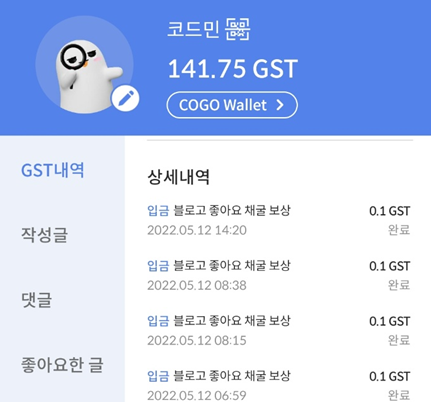 코드민
141.75 GST
COGO Wallet
GST내역
작성글
댓글
좋아요한 글
상세내역
입금 블로고 좋아요 채굴 보상 0.1 GST
2022.05.12 14:20 완료
입금 블로고 좋아요 채굴 보상 0.1 GST
2022.05.12 08:38 완료
입금 블로고 좋아요 채굴 보상 0.1 GST
2022.05.12 08:15 완료
입금 블로고 좋아요 채굴 보상 0.1 GST
2022.05.12 06:59 완료